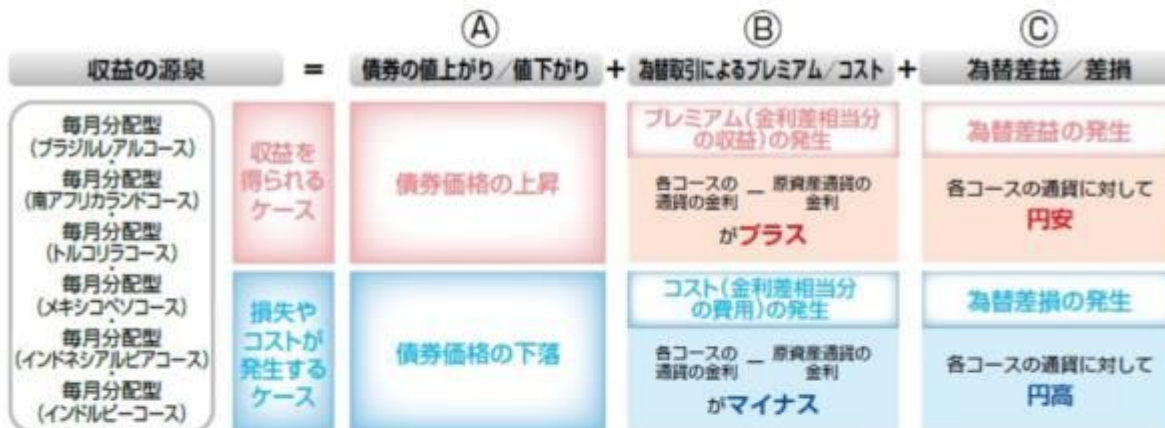 Ⓐ
Ⓑ
Ⓒ
収益の源泉 = 債券の値上がり/値下がり + 為替取引によるプレミアム/コスト + 為替差益/差損
毎月分配型
(ブラジルレアルコース)
毎月分配型
(南アフリカランドコース)
毎月分配型
(トルコリラコース)
毎月分配型
(メキシコペソコース)
毎月分配型
(インドネシアルピアコース)
毎月分配型
(インドルピーコース)
収益を
得られる
ケース
債券価格の上昇
プレミアム(金利差相当分
の収益)の発生
各コースの
通貨の金利
ー
原資産通貨の
金利
がプラス
為替差益の発生
各コースの通貨に対して
円安
損失や
コストが
発生する
ケース
債券価格の下落
コスト(金利差相当分
の費用)の発生
各コースの
通貨の金利
ー
原資産通貨の
金利
がマイナス
為替差損の発生
各コースの通貨に対して
円高